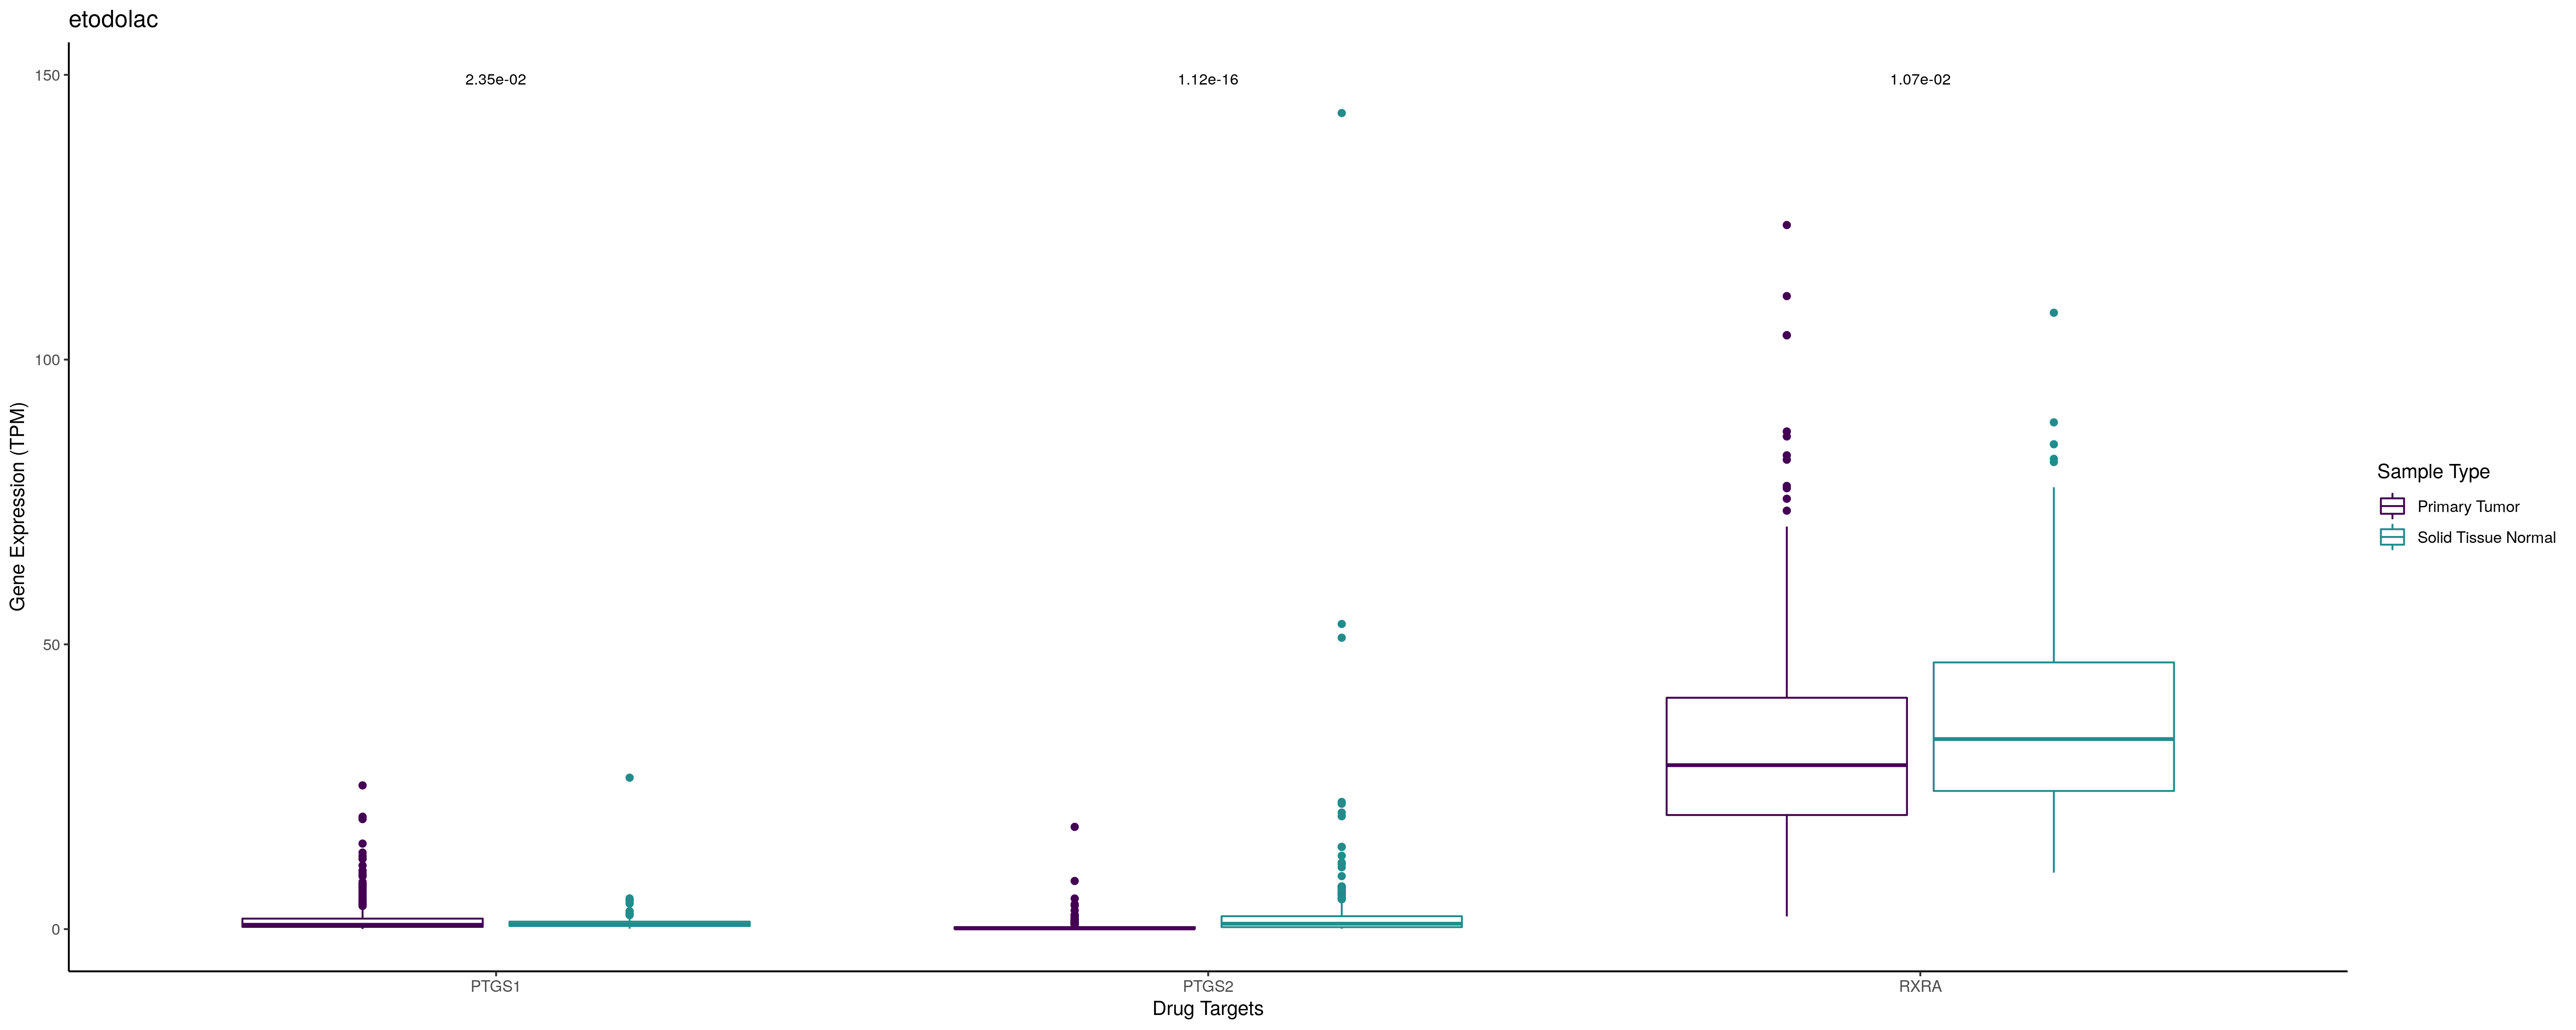 etodolac
150
100
50
0
Gene Expression (TPM)
2.35e-02
1.12e-16
1.07e-02
PTGS1
PTGS2
RXRA
Drug Targets
Sample Type
Primary Tumor
Solid Tissue Normal